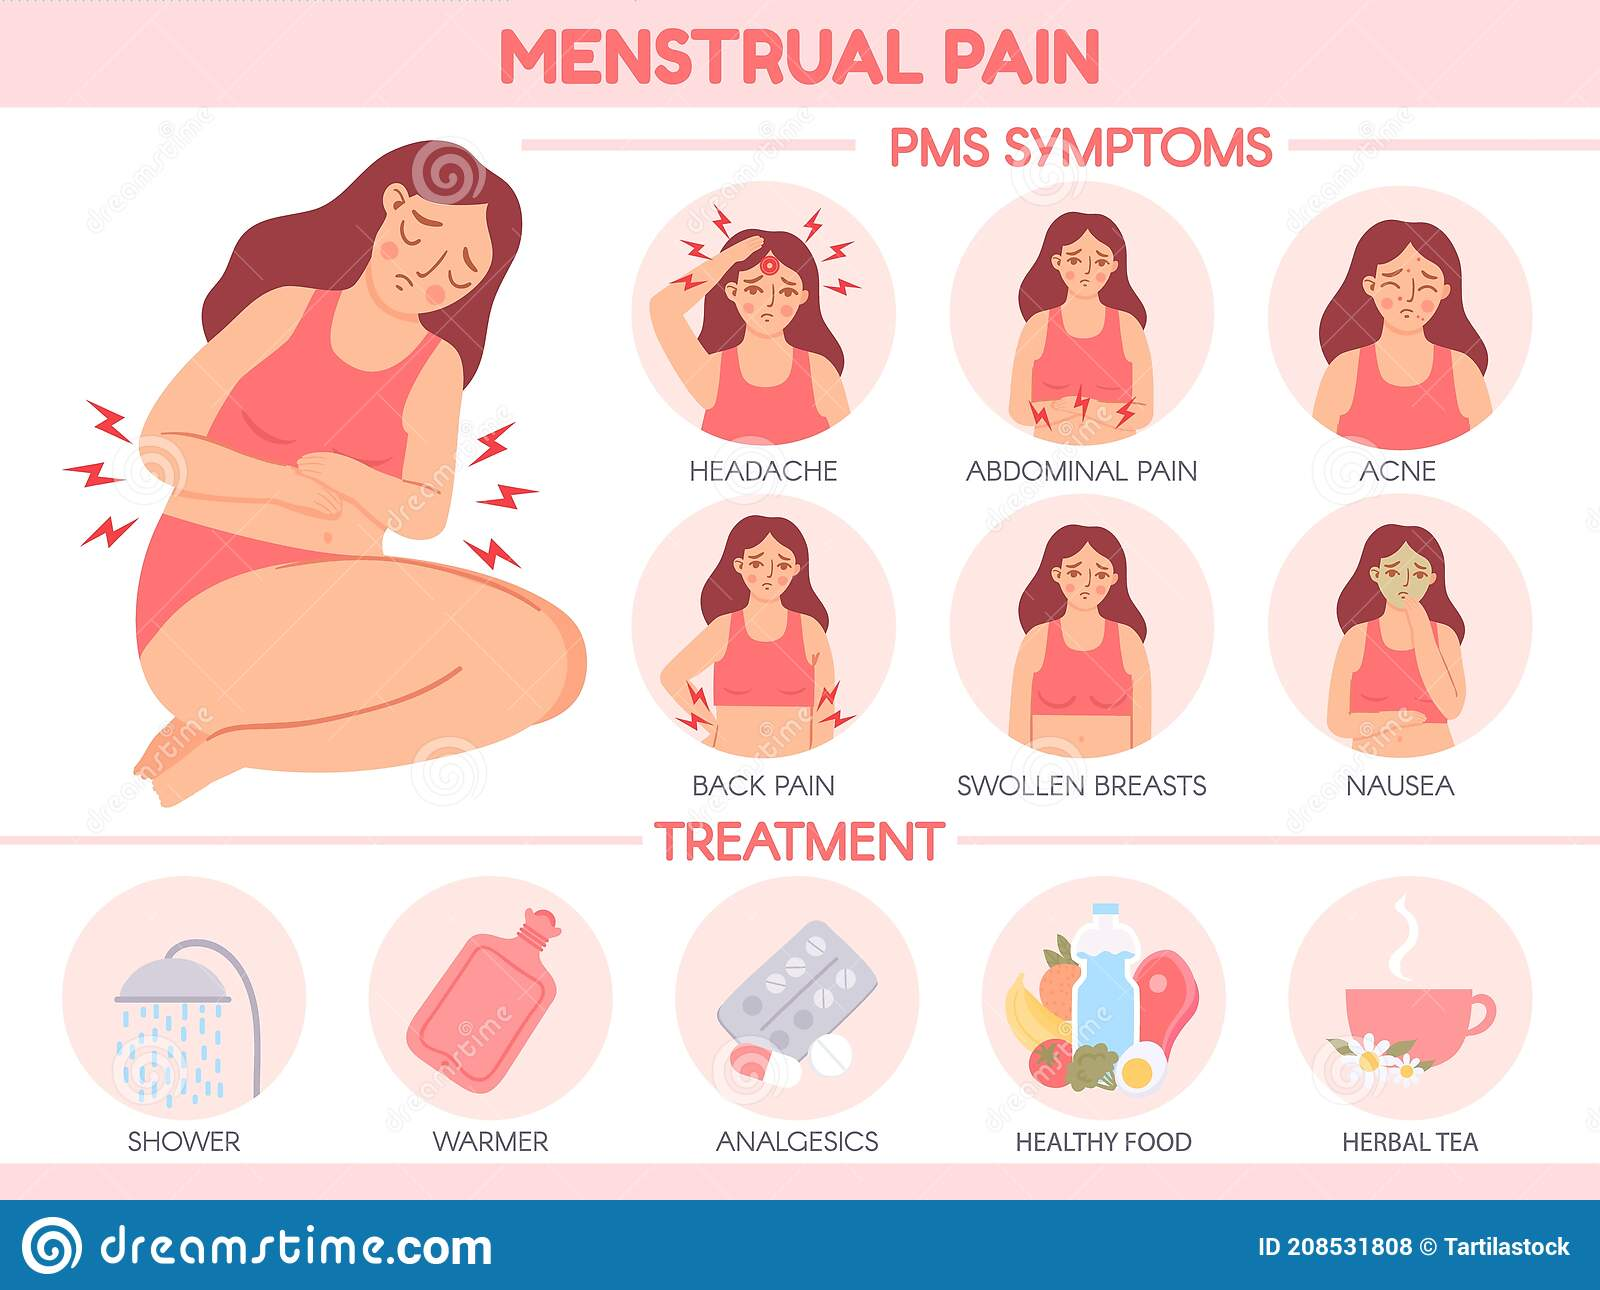 MENSTRUAL PAIN
PMS SYMPTOMS
HEADACHE
ABDOMINAL PAIN
ACNE
BACK PAIN
SWOLLEN BREASTS
NAUSEA
TREATMENT
SHOWER
WARMER
ANALGESICS
HEALTHY FOOD
HERBAL TEA
dreamstime.com
ID 208531808 © Tartilastock